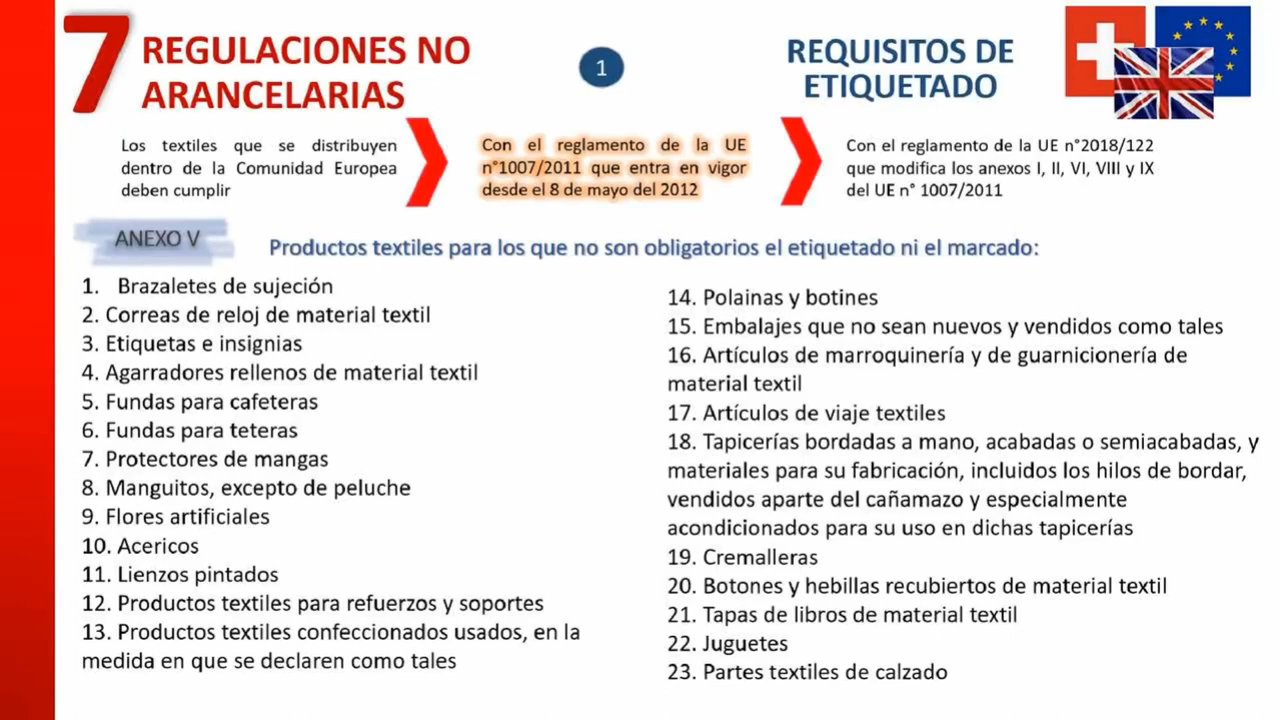 7
REGULACIONES NO
ARANCELARIAS
1
REQUISITOS DE
ETIQUETADO
Los textiles que se distribuyen
dentro de la Comunidad Europea
deben cumplir
Con el reglamento de la UE
n°1007/2011 que entra en vigor
desde el 8 de mayo del 2012
Con el reglamento de la UE n°2018/122
que modifica los anexos I, II, VI, VIII y IX
del UE n° 1007/2011
ANEXO V
Productos textiles para los que no son obligatorios el etiquetado ni el marcado:
1. Brazaletes de sujeción
2. Correas de reloj de material textil
3. Etiquetas e insignias
4. Agarradores rellenos de material textil
5. Fundas para cafeteras
6. Fundas para teteras
7. Protectores de mangas
8. Manguitos, excepto de peluche
9. Flores artificiales
10. Acericos
11. Lienzos pintados
12. Productos textiles para refuerzos y soportes
13. Productos textiles confeccionados usados, en la
medida en que se declaren como tales
14. Polainas y botines
15. Embalajes que no sean nuevos y vendidos como tales
16. Artículos de marroquinería y de guarnicionería de
material textil
17. Artículos de viaje textiles
18. Tapicerías bordadas a mano, acabadas o semiacabadas, y
materiales para su fabricación, incluidos los hilos de bordar,
vendidos aparte del cañamazo y especialmente
acondicionados para su uso en dichas tapicerías
19. Cremalleras
20. Botones y hebillas recubiertos de material textil
21. Tapas de libros de material textil
22. Juguetes
23. Partes textiles de calzado